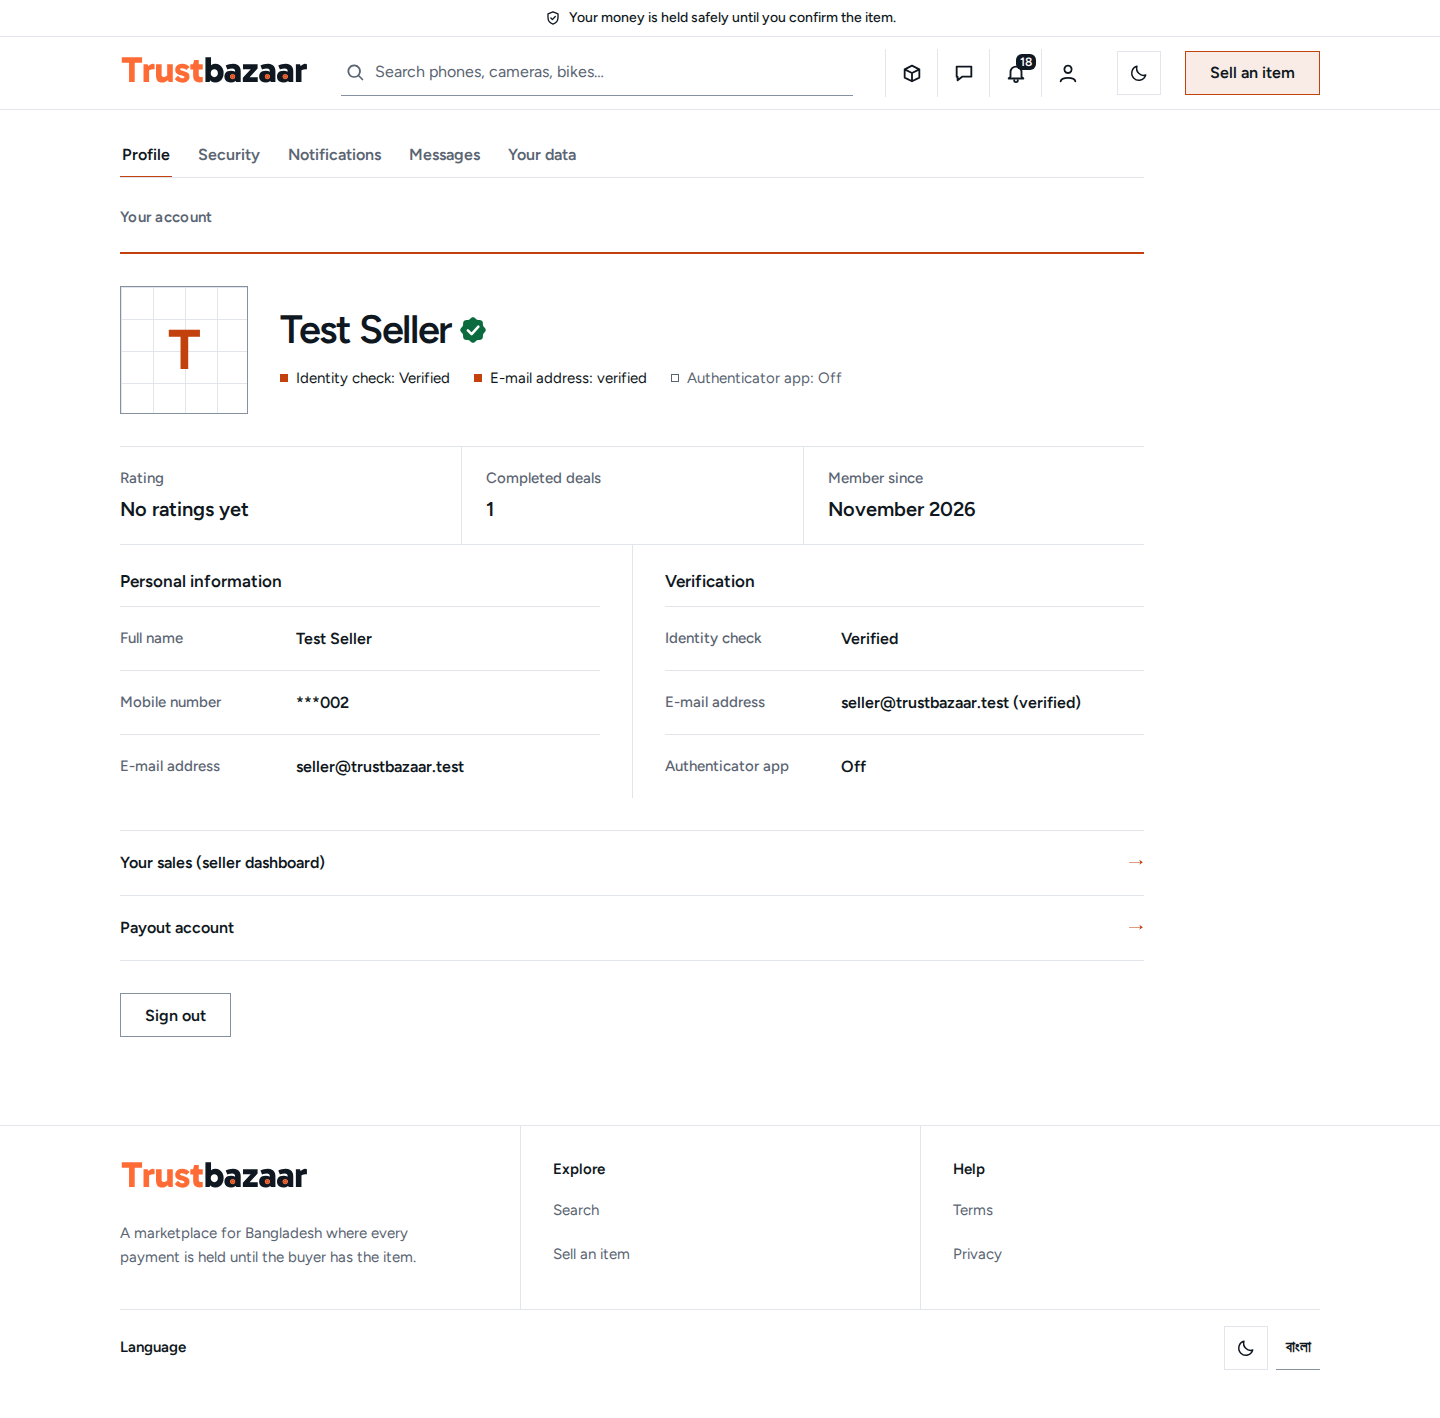 Your money is held safely until you confirm the item.
Trustbazaar
Search phones, cameras, bikes...
18
Sell an item
Profile
Security
Notifications
Messages
Your data
Your account
T
Test Seller
Identity check: Verified
E-mail address: verified
Authenticator app: Off
Rating
No ratings yet
Completed deals
1
Member since
November 2026
Personal information
Full name
Test Seller
Mobile number
***002
E-mail address
seller@trustbazaar.test
Verification
Identity check
Verified
E-mail address
seller@trustbazaar.test (verified)
Authenticator app
Off
Your sales (seller dashboard) →
Payout account →
Sign out
Trustbazaar
A marketplace for Bangladesh where every
payment is held until the buyer has the item.
Explore
Search
Sell an item
Help
Terms
Privacy
Language
বাংলা